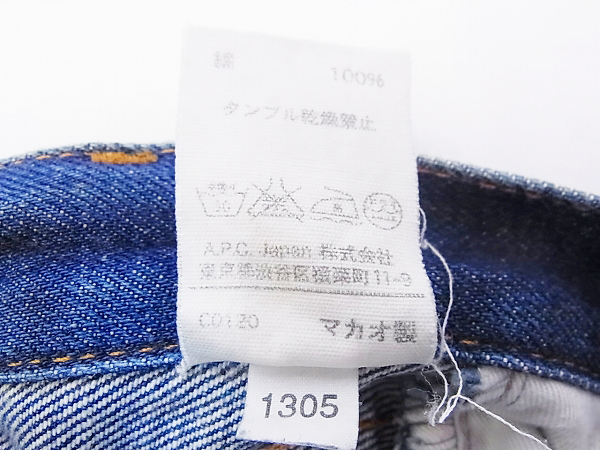 綿 100%
タンブル乾燥禁止
A.P.C. Japan 株式会社
東京都渋谷区猿楽町11-9
C0120 マカオ製
1305